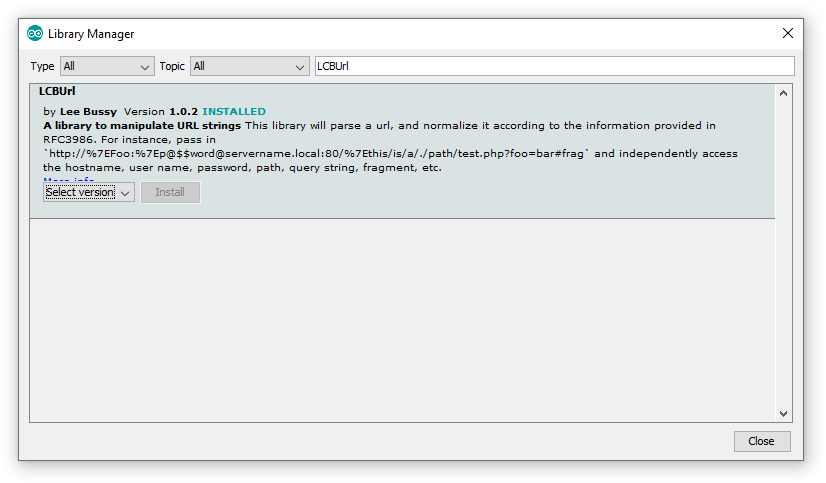 Library Manager
Type All Topic All LCBUrl
LCBUrl
by Lee Bussy Version 1.0.2 INSTALLED
A library to manipulate URL strings This library will parse a url, and normalize it according to the information provided in
RFC3986. For instance, pass in
`http://%7EFoo:%7Ep@$$word@servername.local:80/%7Ethis/is/a/./path/test.php?foo=bar#frag` and independently access
the hostname, user name, password, path, query string, fragment, etc.
More info
Select version Install
Close